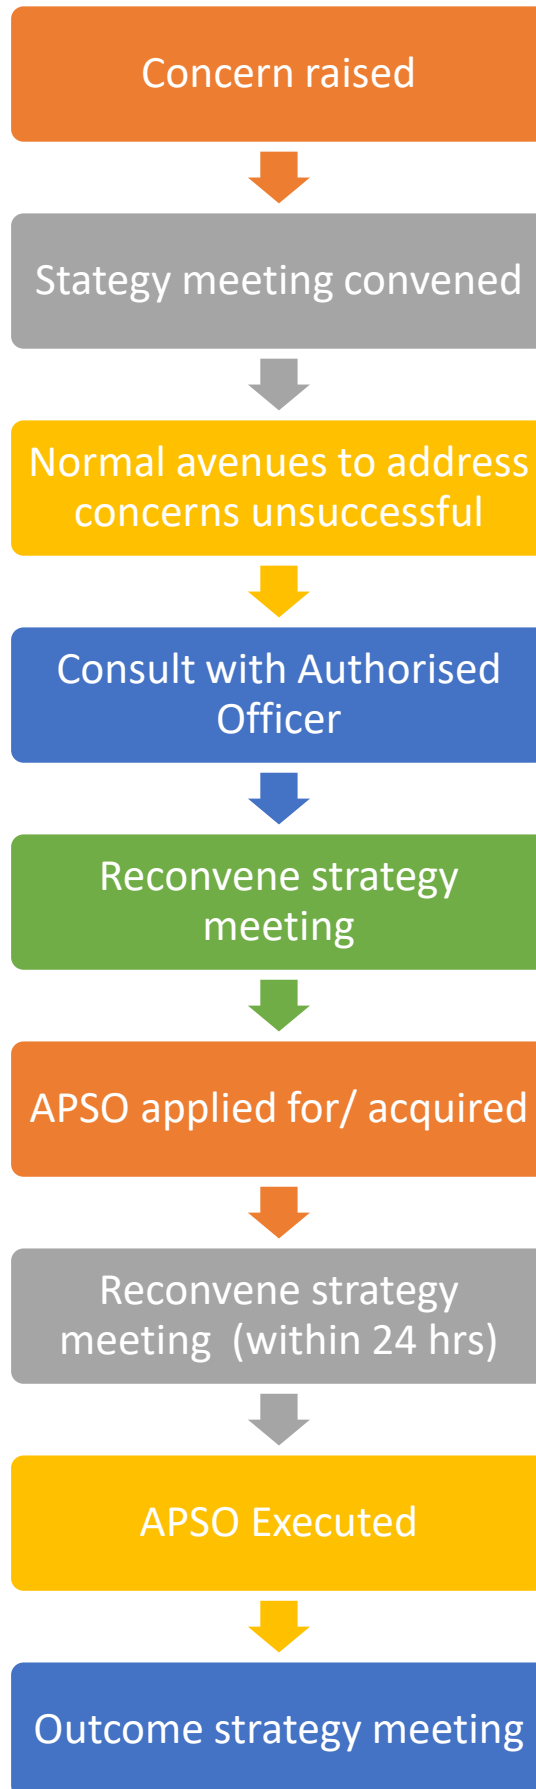 Concern raised
Stategy meeting convened
Normal avenues to address
concerns unsuccessful
Consult with Authorised
Officer
Reconvene strategy
meeting
APSO applied for/ acquired
Reconvene strategy
meeting  (within 24 hrs)
APSO Executed
Outcome strategy meeting